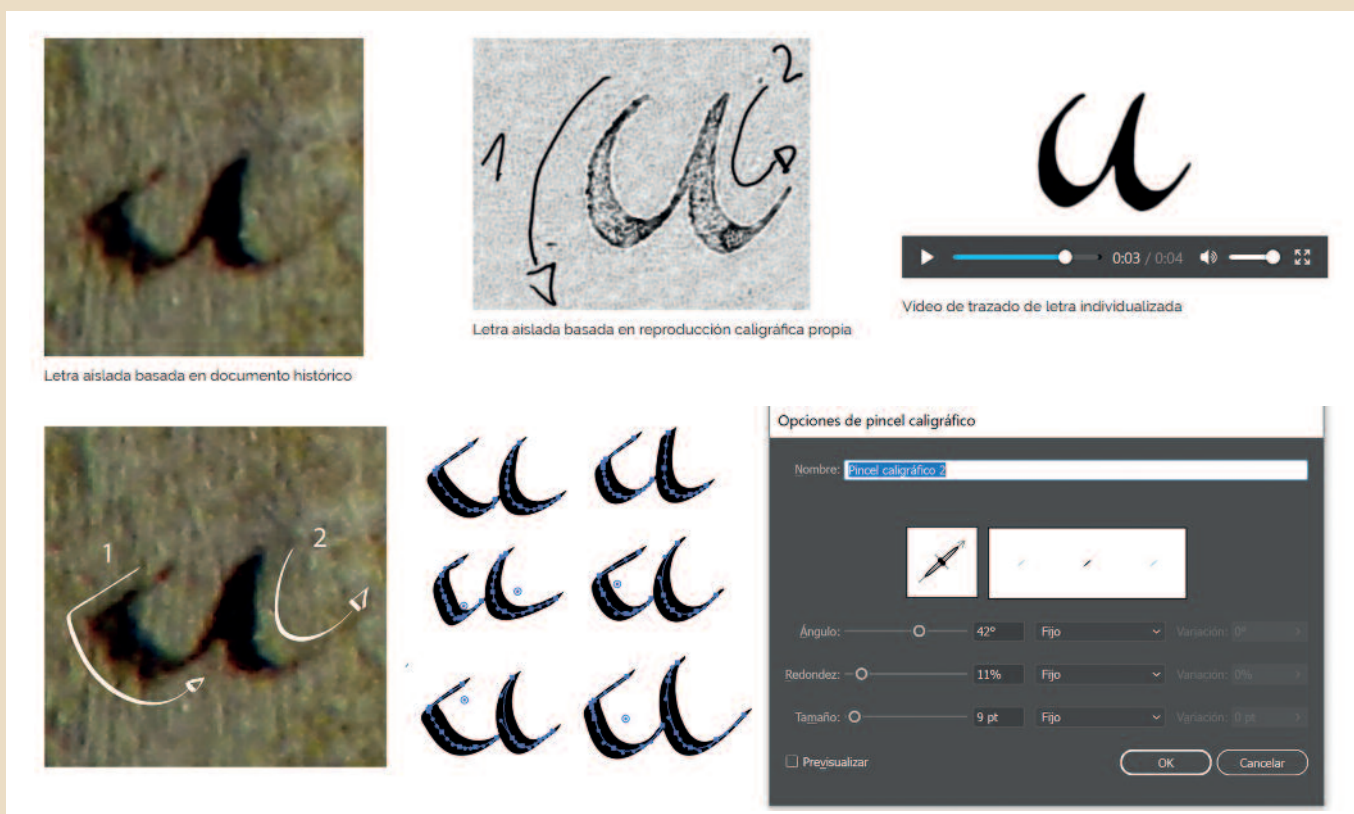 1
2
0:03 / 0:04
Letra aislada basada en reproducción caligráfica propia
Vídeo de trazado de letra individualizada
Letra aislada basada en documento histórico
1
2
Opciones de pincel caligráfico
Nombre: Pincel caligráfico 2
Ángulo: 42° Fijo Variación: 0°
Redondez: 11% Fijo Variación: 0%
Tamaño: 9 pt Fijo Variación: 0 pt
Previsualizar OK Cancelar